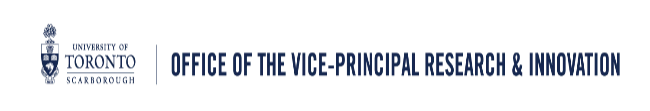 UNIVERSITY OF
TORONTO
SCARBOROUGH
OFFICE OF THE VICE-PRINCIPAL RESEARCH & INNOVATION